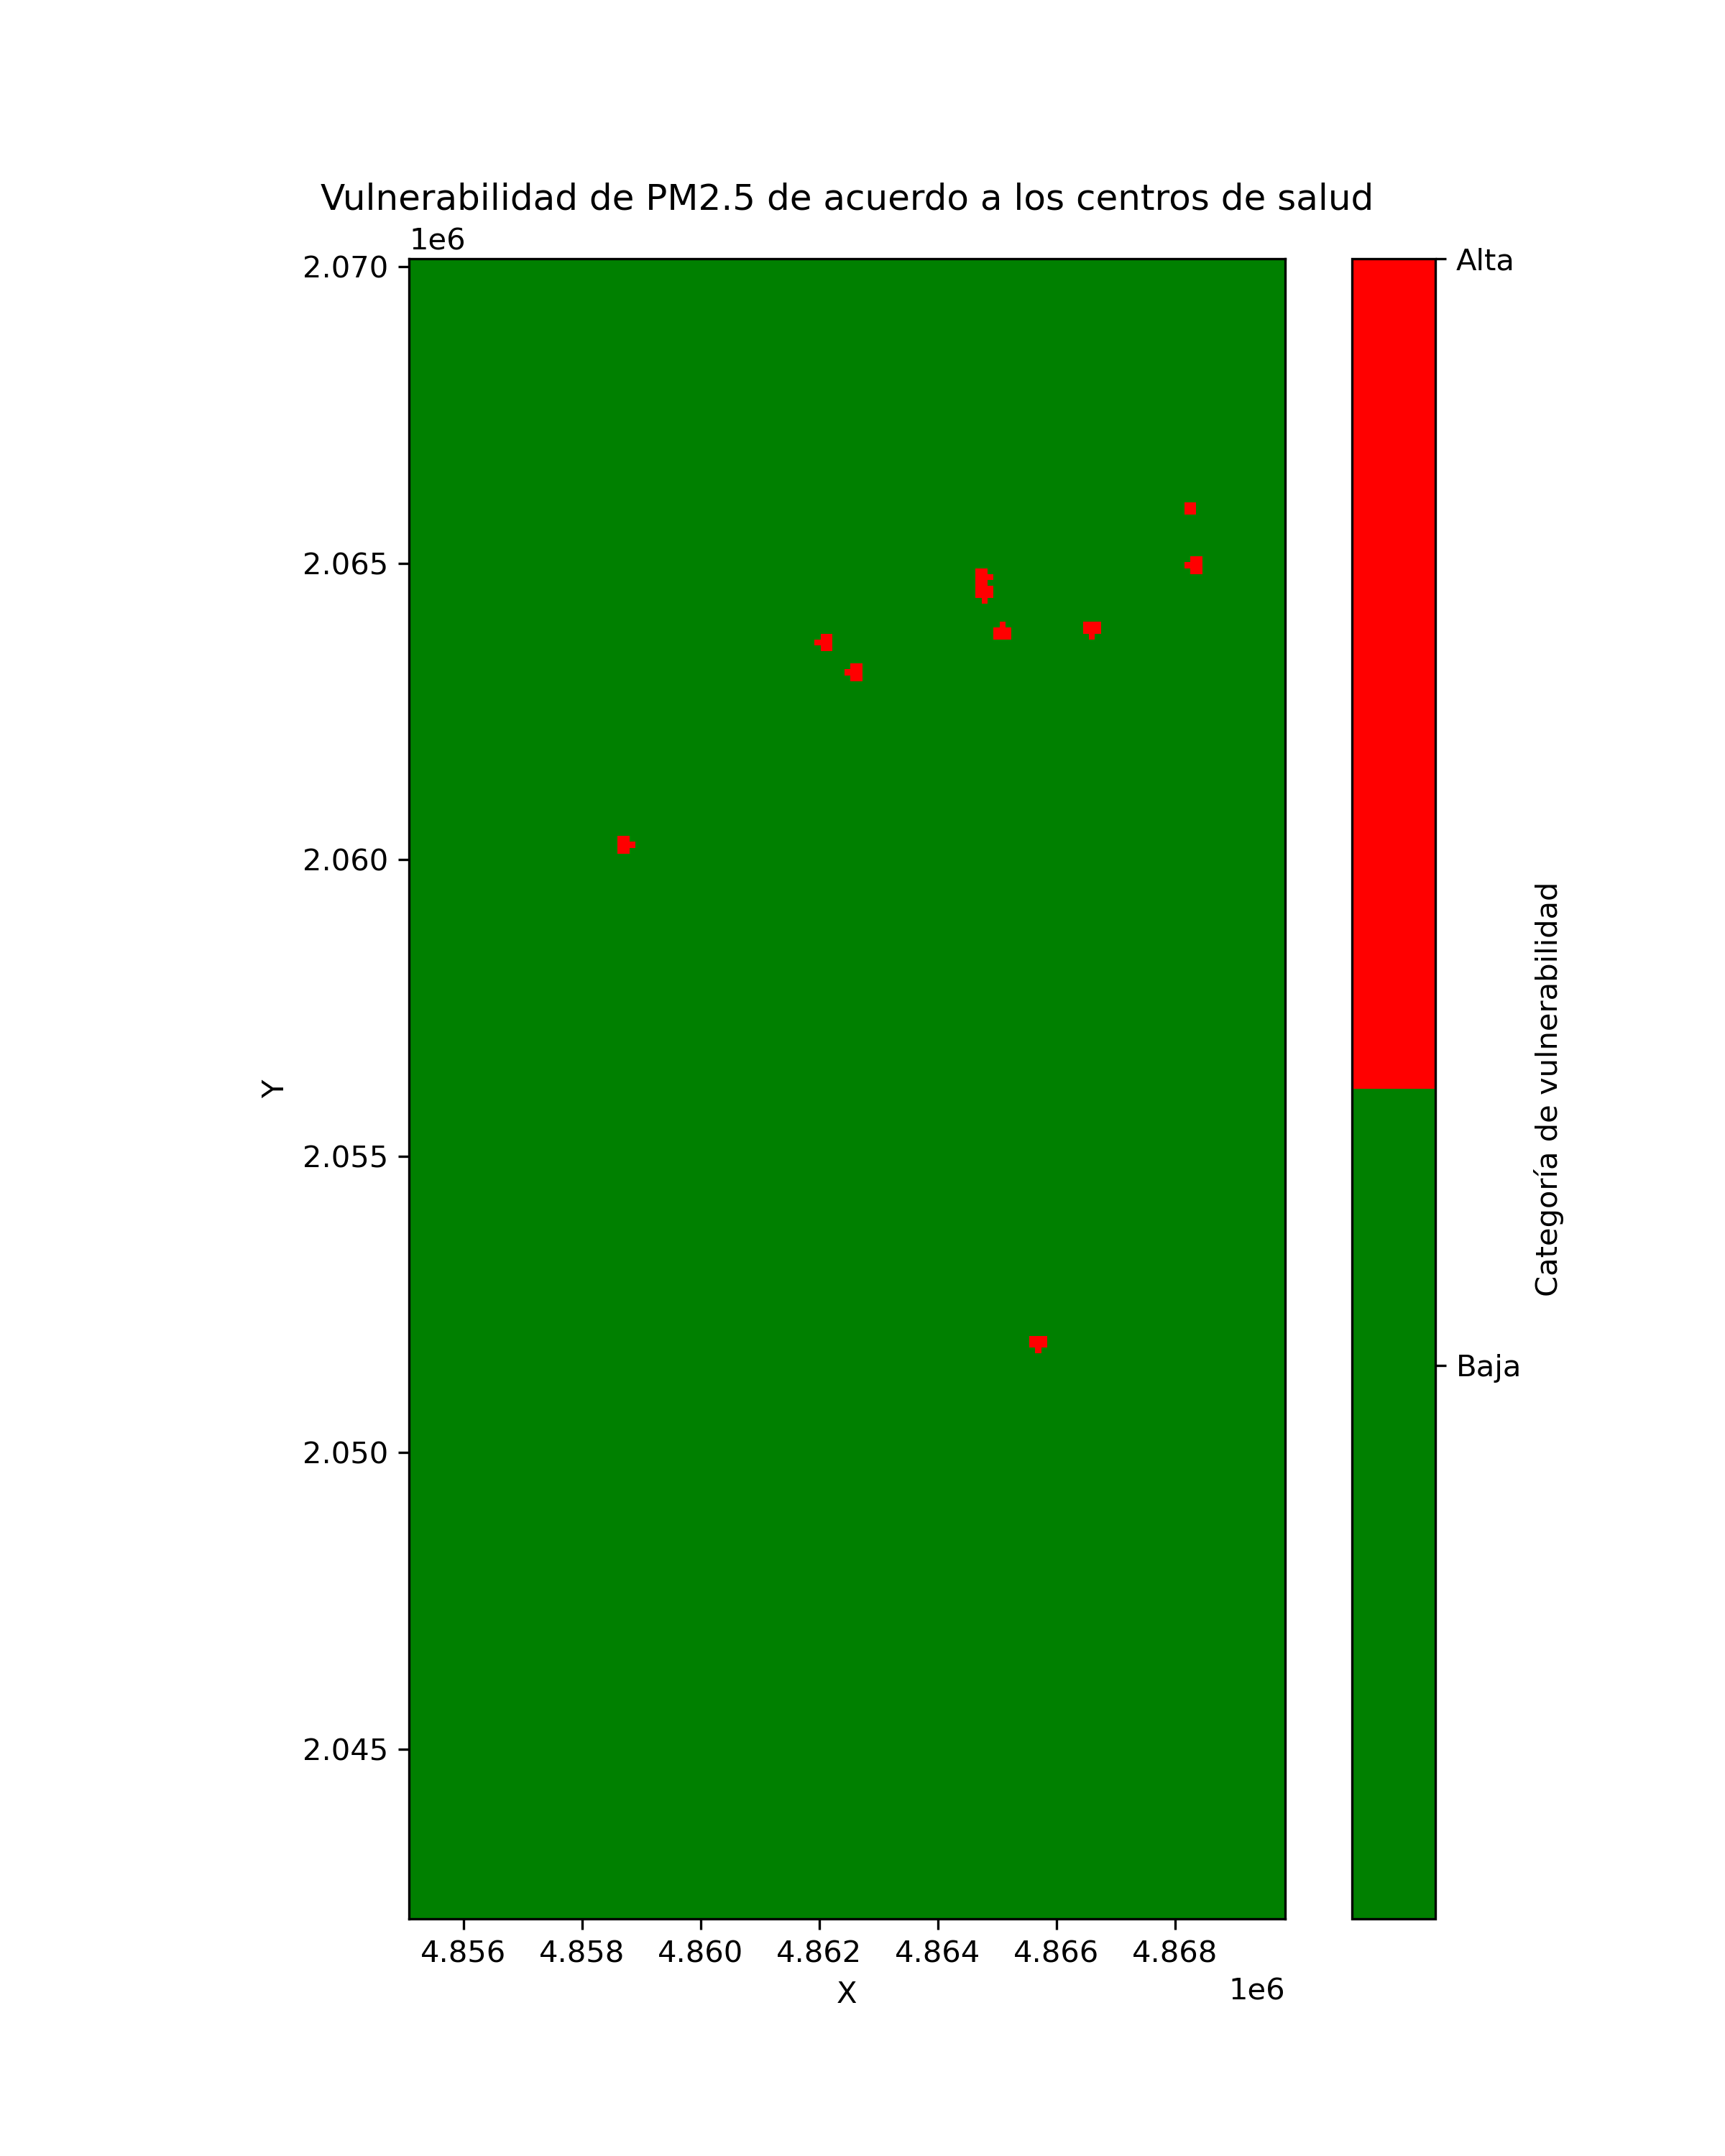 Vulnerabilidad de PM2.5 de acuerdo a los centros de salud
1e6
2.070
2.065
2.060
2.055
2.050
2.045
Y
4.856 4.858 4.860 4.862 4.864 4.866 4.868
X
1e6
Alta
Baja
Categoría de vulnerabilidad